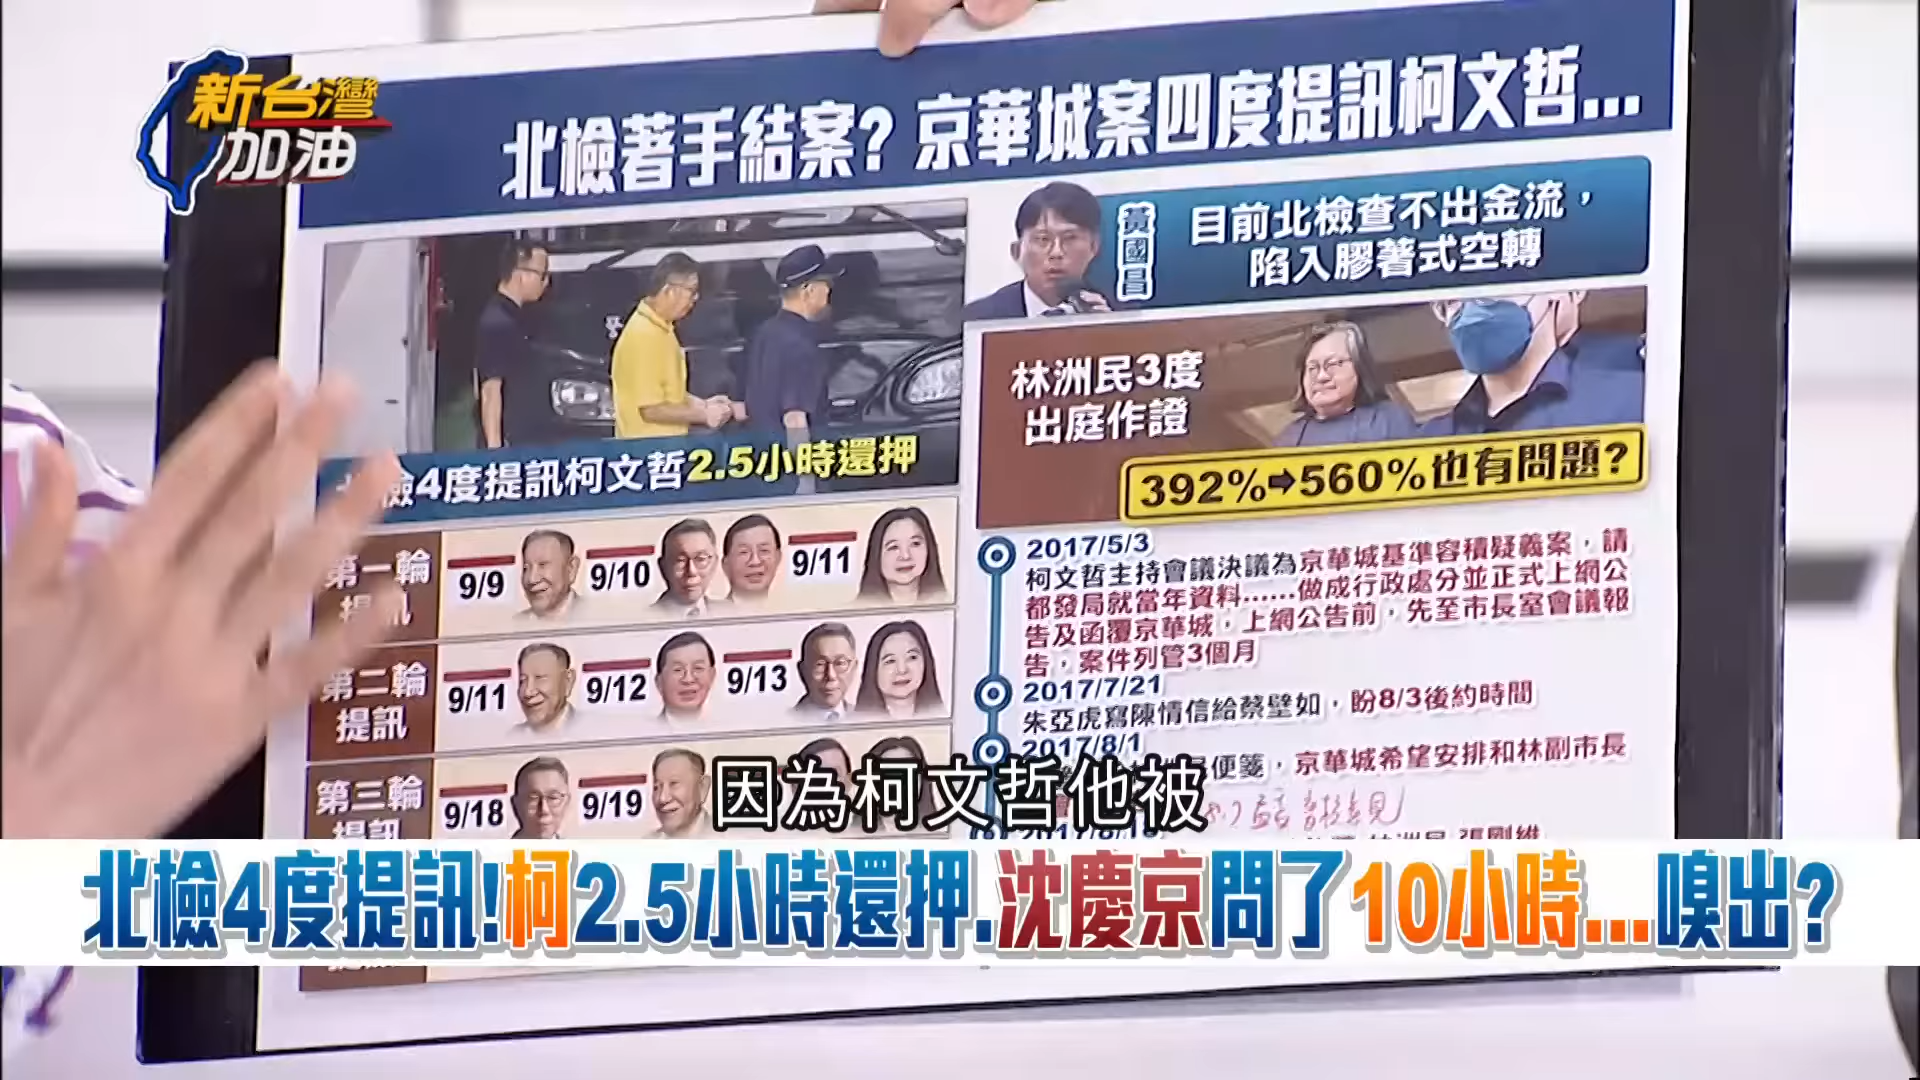 新台灣
加油
北檢著手結案? 京華城案四度提訊柯文哲...
黃國昌
目前北檢查不出金流，
陷入膠著式空轉
林洲民3度
出庭作證
392%➡560%也有問題?
檢4度提訊柯文哲2.5小時還押
第一輪
提訊
9/9
9/10
9/11
第二輪
提訊
9/11
9/12
9/13
第三輪
提訊
9/18
9/19
2017/5/3
柯文哲主持會議決議為京華城基準容積疑義案，請
都發局就當年資料......做成行政處分並正式上網公
告及函覆京華城，上網公告前，先至市長室會議報
告，案件列管3個月
2017/7/21
朱亞虎寫陳情信給蔡壁如，盼8/3後約時間
2017/8/1
便箋，京華城希望安排和林副市長
因為柯文哲他被
北檢4度提訊!柯2.5小時還押.沈慶京問了10小時...嗅出?